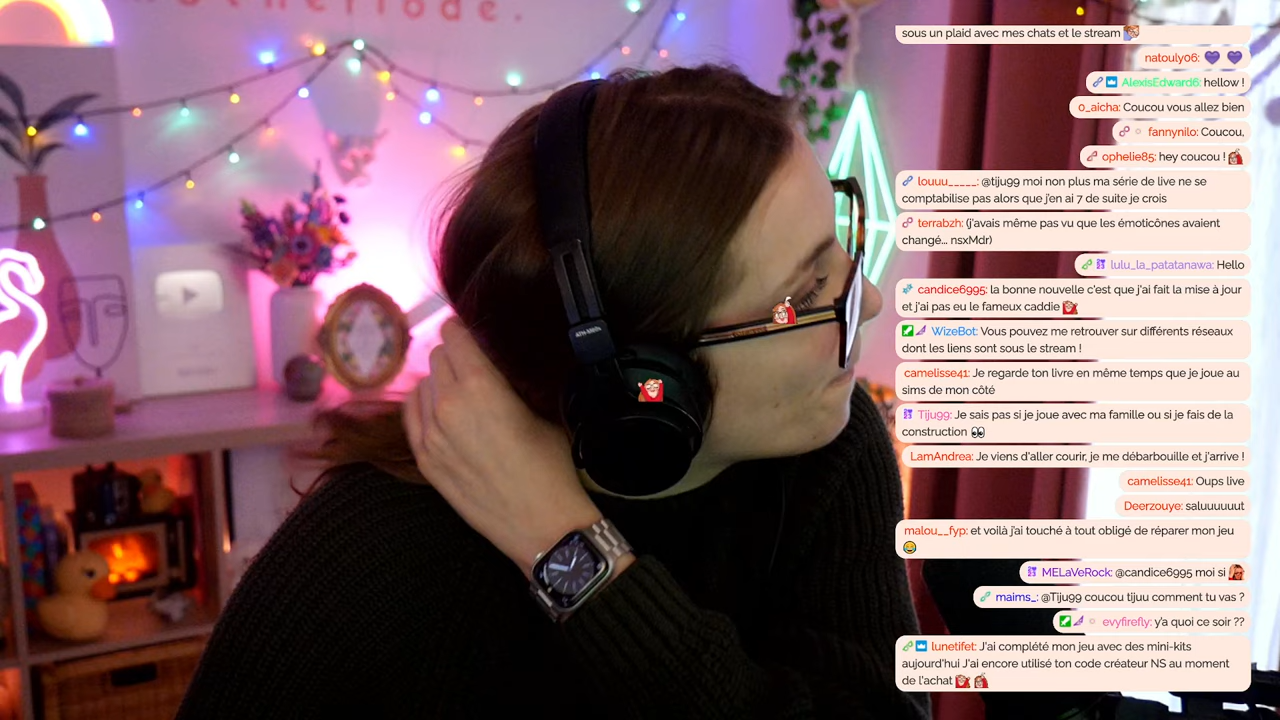 motherlode.
sous un plaid avec mes chats et le stream
natouly06:
AlexisEdward6: hellow !
0_aicha: Coucou vous allez bien
fannynilo: Coucou,
ophelie85: hey coucou !
louuu_____: @tiju99 moi non plus ma série de live ne se
comptabilise pas alors que j'en ai 7 de suite je crois
terrabzh: (j'avais même pas vu que les émoticônes avaient
changé... nsxMdr)
lulu_la_patatanawa: Hello
candice6995: la bonne nouvelle c'est que j'ai fait la mise à jour
et j'ai pas eu le fameux caddie
WizeBot: Vous pouvez me retrouver sur différents réseaux
dont les liens sont sous le stream !
camelisse41: Je regarde ton livre en même temps que je joue au
sims de mon côté
Tiju99: Je sais pas si je joue avec ma famille ou si je fais de la
construction 👀
LamAndrea: Je viens d'aller courir, je me débarbouille et j'arrive !
camelisse41: Oups live
Deerzouye: saluuuuuut
malou__fyp: et voilà j'ai touché à tout obligé de réparer mon jeu
😂
MELaVeRock: @candice6995 moi si
maims_: @Tiju99 coucou tijuu comment tu vas ?
evyfirefly: y'a quoi ce soir ??
lunetifet: J'ai complété mon jeu avec des mini-kits
aujourd'hui J'ai encore utilisé ton code créateur NS au moment
de l'achat